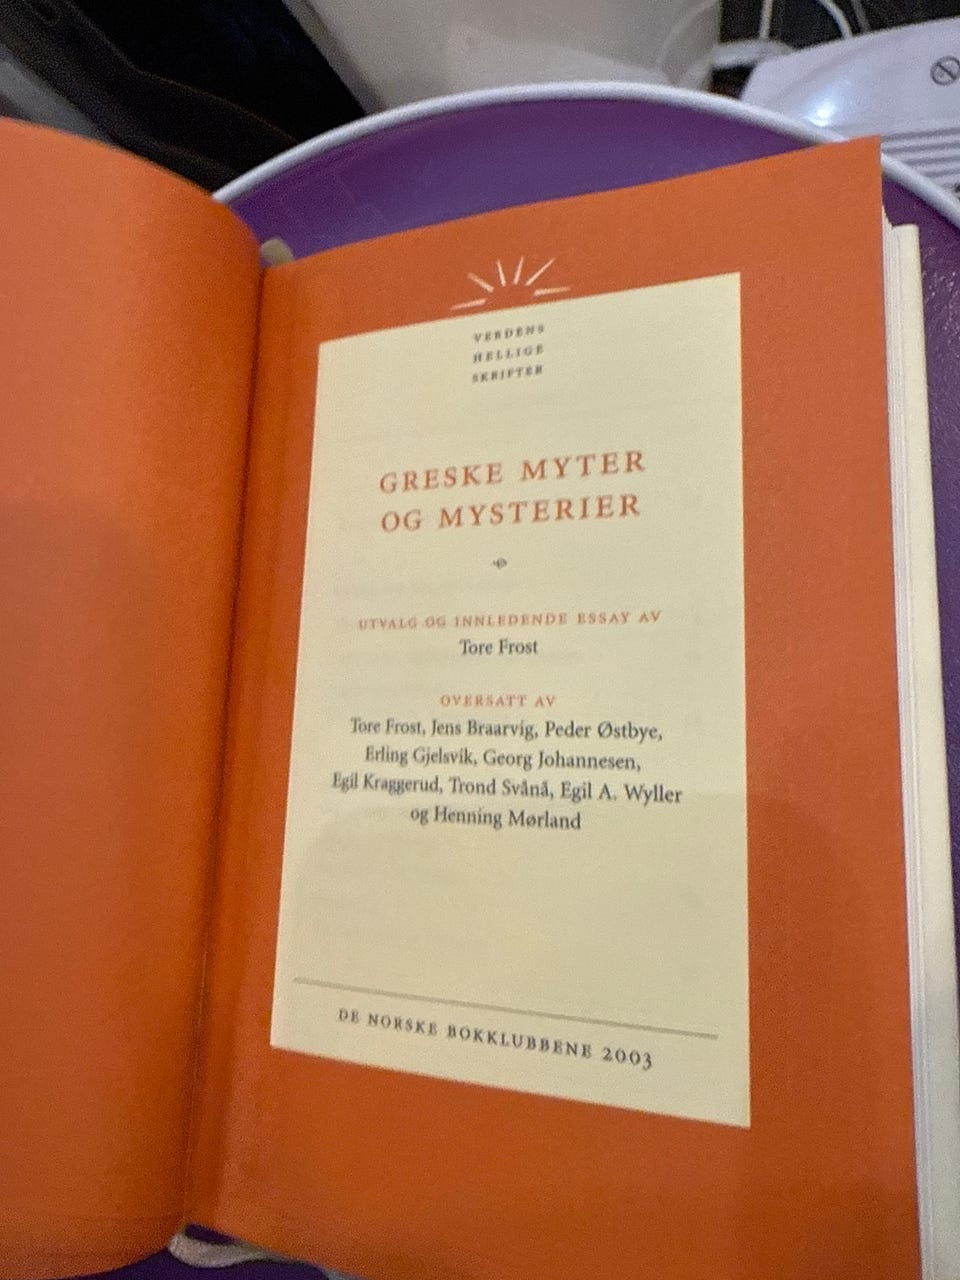 VERDENS
HELLIGE
SKRIFTER
GRESKE MYTER
OG MYSTERIER
UTVALG OG INNLEDENDE ESSAY AV
Tore Frost
OVERSATT AV
Tore Frost, Jens Braarvig, Peder Østbye,
Erling Gjelsvik, Georg Johannesen,
Egil Kraggerud, Trond Svånå, Egil A. Wyller
og Henning Mørland
DE NORSKE BOKKLUBBENE 2003